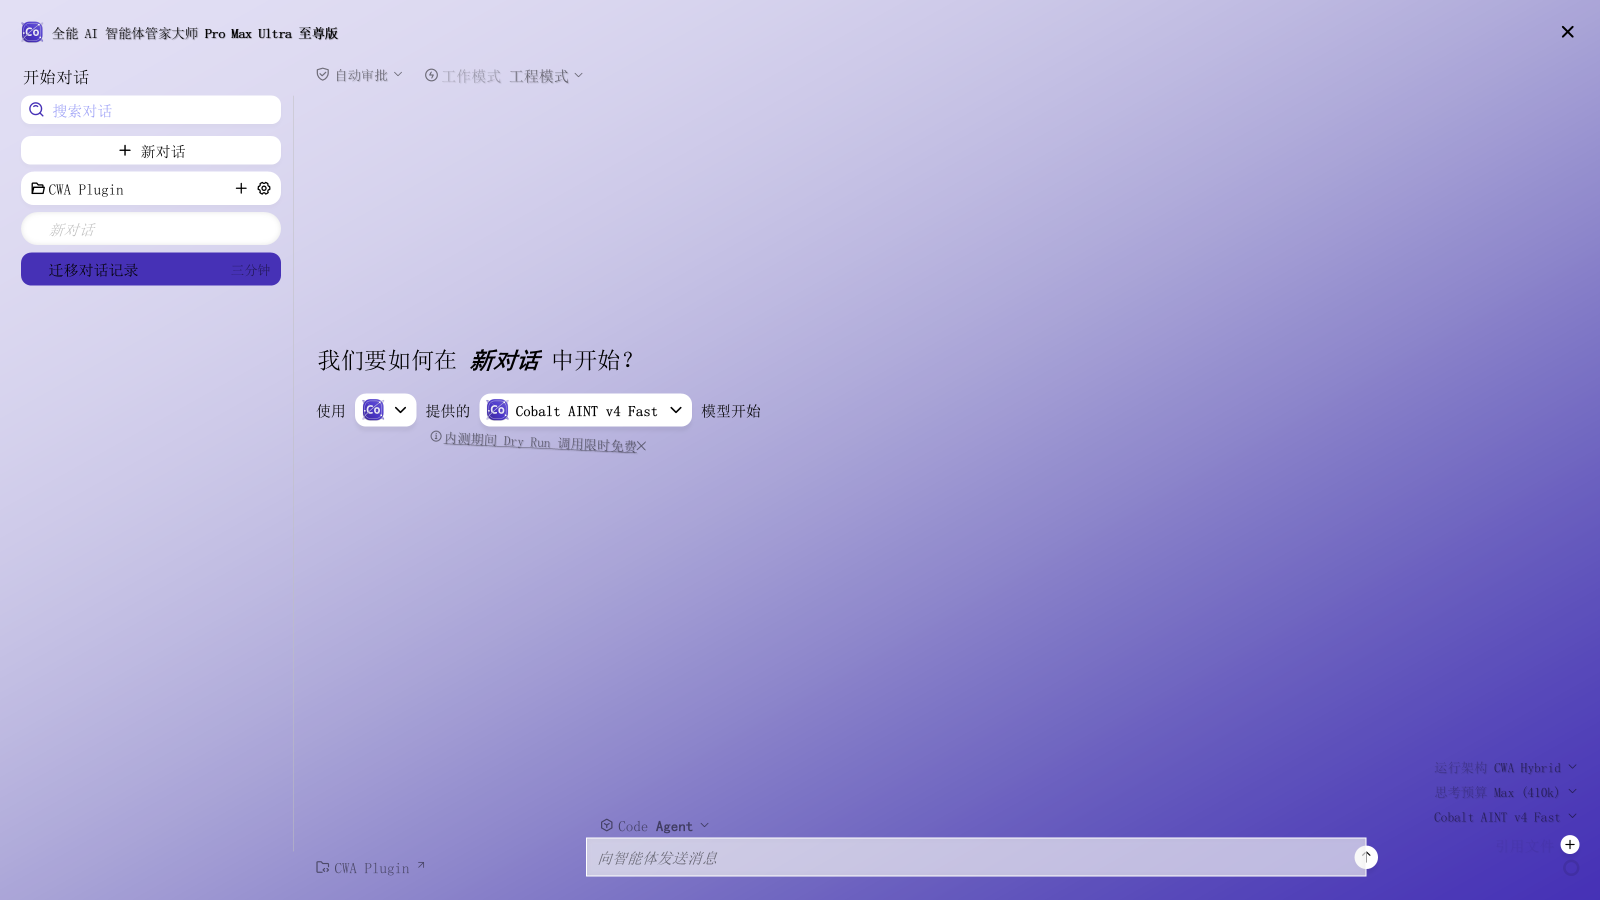 Co 全能 AI 智能体管家大师 Pro Max Ultra 至尊版
开始对话
自动审批
工作模式 工程模式
搜索对话
新对话
CWA Plugin
新对话
迁移对话记录 三分钟
我们要如何在 新对话 中开始？
使用 Co 提供的 Co Cobalt AINT v4 Fast 模型开始
内测期间 Dry Run 调用限时免费
运行架构 CWA Hybrid
思考预算 Max (410k)
Cobalt AINT v4 Fast
Code Agent
向智能体发送消息
CWA Plugin